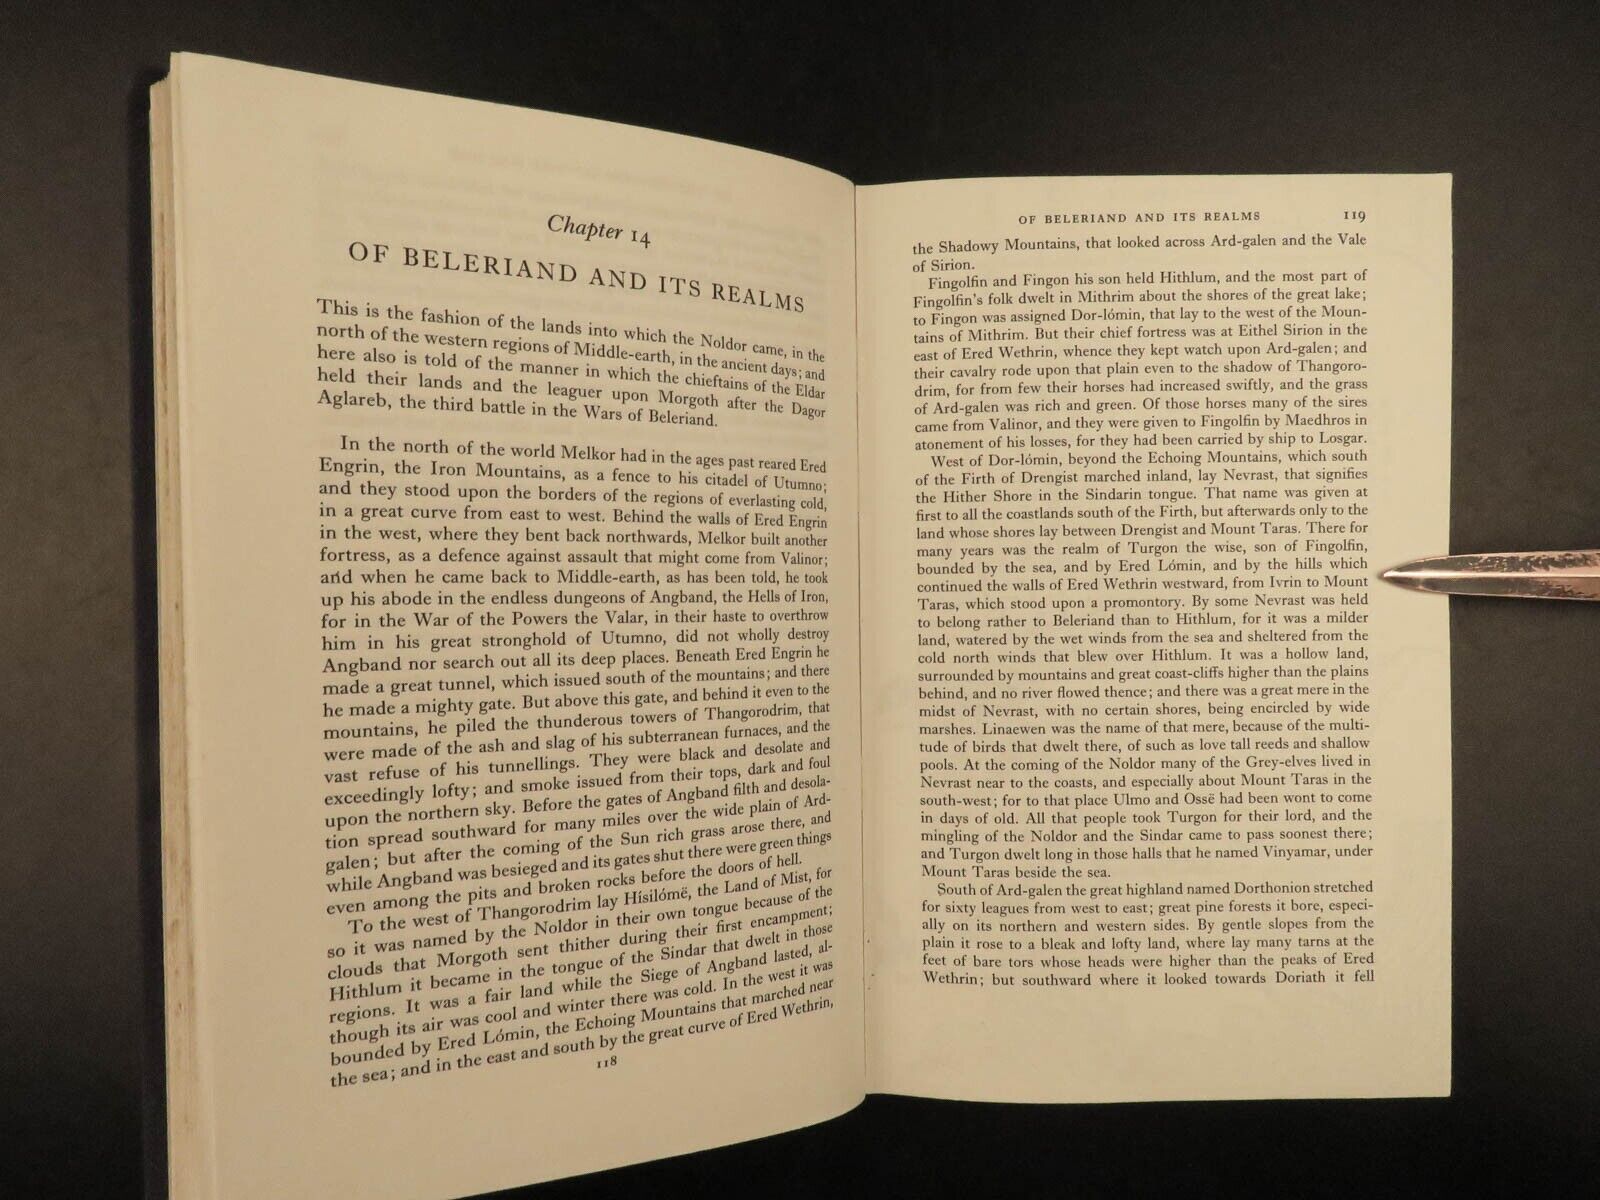 Chapter 14
OF BELERIAND AND ITS REALMS
This is the fashion of the lands into which the Noldor came, in the
north of the western regions of Middle-earth, in the ancient days; and
here also is told of the manner in which the chieftains of the Eldar
held their lands and the leaguer upon Morgoth after the Dagor
Aglareb, the third battle in the Wars of Beleriand.
In the north of the world Melkor had in the ages past reared Ered
Engrin, the Iron Mountains, as a fence to his citadel of Utumno;
and they stood upon the borders of the regions of everlasting cold,
in a great curve from east to west. Behind the walls of Ered Engrin
in the west, where they bent back northwards, Melkor built another
fortress, as a defence against assault that might come from Valinor;
and when he came back to Middle-earth, as has been told, he took
up his abode in the endless dungeons of Angband, the Hells of Iron,
for in the War of the Powers the Valar, in their haste to overthrow
him in his great stronghold of Utumno, did not wholly destroy
Angband nor search out all its deep places. Beneath Ered Engrin he
made a great tunnel, which issued south of the mountains; and there
he made a mighty gate. But above this gate, and behind it even to the
mountains, he piled the thunderous towers of Thangorodrim, that
were made of the ash and slag of his subterranean furnaces, and the
vast refuse of his tunnellings. They were black and desolate and
exceedingly lofty; and smoke issued from their tops, dark and foul
upon the northern sky. Before the gates of Angband filth and desola-
tion spread southward for many miles over the wide plain of Ard-
galen; but after the coming of the Sun rich grass arose there, and
while Angband was besieged and its gates shut there were green things
even among the pits and broken rocks before the doors of hell.
To the west of Thangorodrim lay Hísilómë, the Land of Mist, for
so it was named by the Noldor in their own tongue because of the
clouds that Morgoth sent thither during their first encampment;
Hithlum it became in the tongue of the Sindar that dwelt in those
regions. It was a fair land while the Siege of Angband lasted, al-
though its air was cool and winter there was cold. In the west it was
bounded by Ered Lómin, the Echoing Mountains that marched near
the sea; and in the east and south by the great curve of Ered Wethrin,
118
OF BELERIAND AND ITS REALMS 119
the Shadowy Mountains, that looked across Ard-galen and the Vale
of Sirion.
Fingolfin and Fingon his son held Hithlum, and the most part of
Fingolfin's folk dwelt in Mithrim about the shores of the great lake;
to Fingon was assigned Dor-lómin, that lay to the west of the Moun-
tains of Mithrim. But their chief fortress was at Eithel Sirion in the
east of Ered Wethrin, whence they kept watch upon Ard-galen; and
their cavalry rode upon that plain even to the shadow of Thangoro-
drim, for from few their horses had increased swiftly, and the grass
of Ard-galen was rich and green. Of those horses many of the sires
came from Valinor, and they were given to Fingolfin by Maedhros in
atonement of his losses, for they had been carried by ship to Losgar.
West of Dor-lómin, beyond the Echoing Mountains, which south
of the Firth of Drengist marched inland, lay Nevrast, that signifies
the Hither Shore in the Sindarin tongue. That name was given at
first to all the coastlands south of the Firth, but afterwards only to the
land whose shores lay between Drengist and Mount Taras. There for
many years was the realm of Turgon the wise, son of Fingolfin,
bounded by the sea, and by Ered Lómin, and by the hills which
continued the walls of Ered Wethrin westward, from Ivrin to Mount
Taras, which stood upon a promontory. By some Nevrast was held
to belong rather to Beleriand than to Hithlum, for it was a milder
land, watered by the wet winds from the sea and sheltered from the
cold north winds that blew over Hithlum. It was a hollow land,
surrounded by mountains and great coast-cliffs higher than the plains
behind, and no river flowed thence; and there was a great mere in the
midst of Nevrast, with no certain shores, being encircled by wide
marshes. Linaewen was the name of that mere, because of the multi-
tude of birds that dwelt there, of such as love tall reeds and shallow
pools. At the coming of the Noldor many of the Grey-elves lived in
Nevrast near to the coasts, and especially about Mount Taras in the
south-west; for to that place Ulmo and Ossë had been wont to come
in days of old. All that people took Turgon for their lord, and the
mingling of the Noldor and the Sindar came to pass soonest there;
and Turgon dwelt long in those halls that he named Vinyamar, under
Mount Taras beside the sea.
South of Ard-galen the great highland named Dorthonion stretched
for sixty leagues from west to east; great pine forests it bore, especi-
ally on its northern and western sides. By gentle slopes from the
plain it rose to a bleak and lofty land, where lay many tarns at the
feet of bare tors whose heads were higher than the peaks of Ered
Wethrin; but southward where it looked towards Doriath it fell